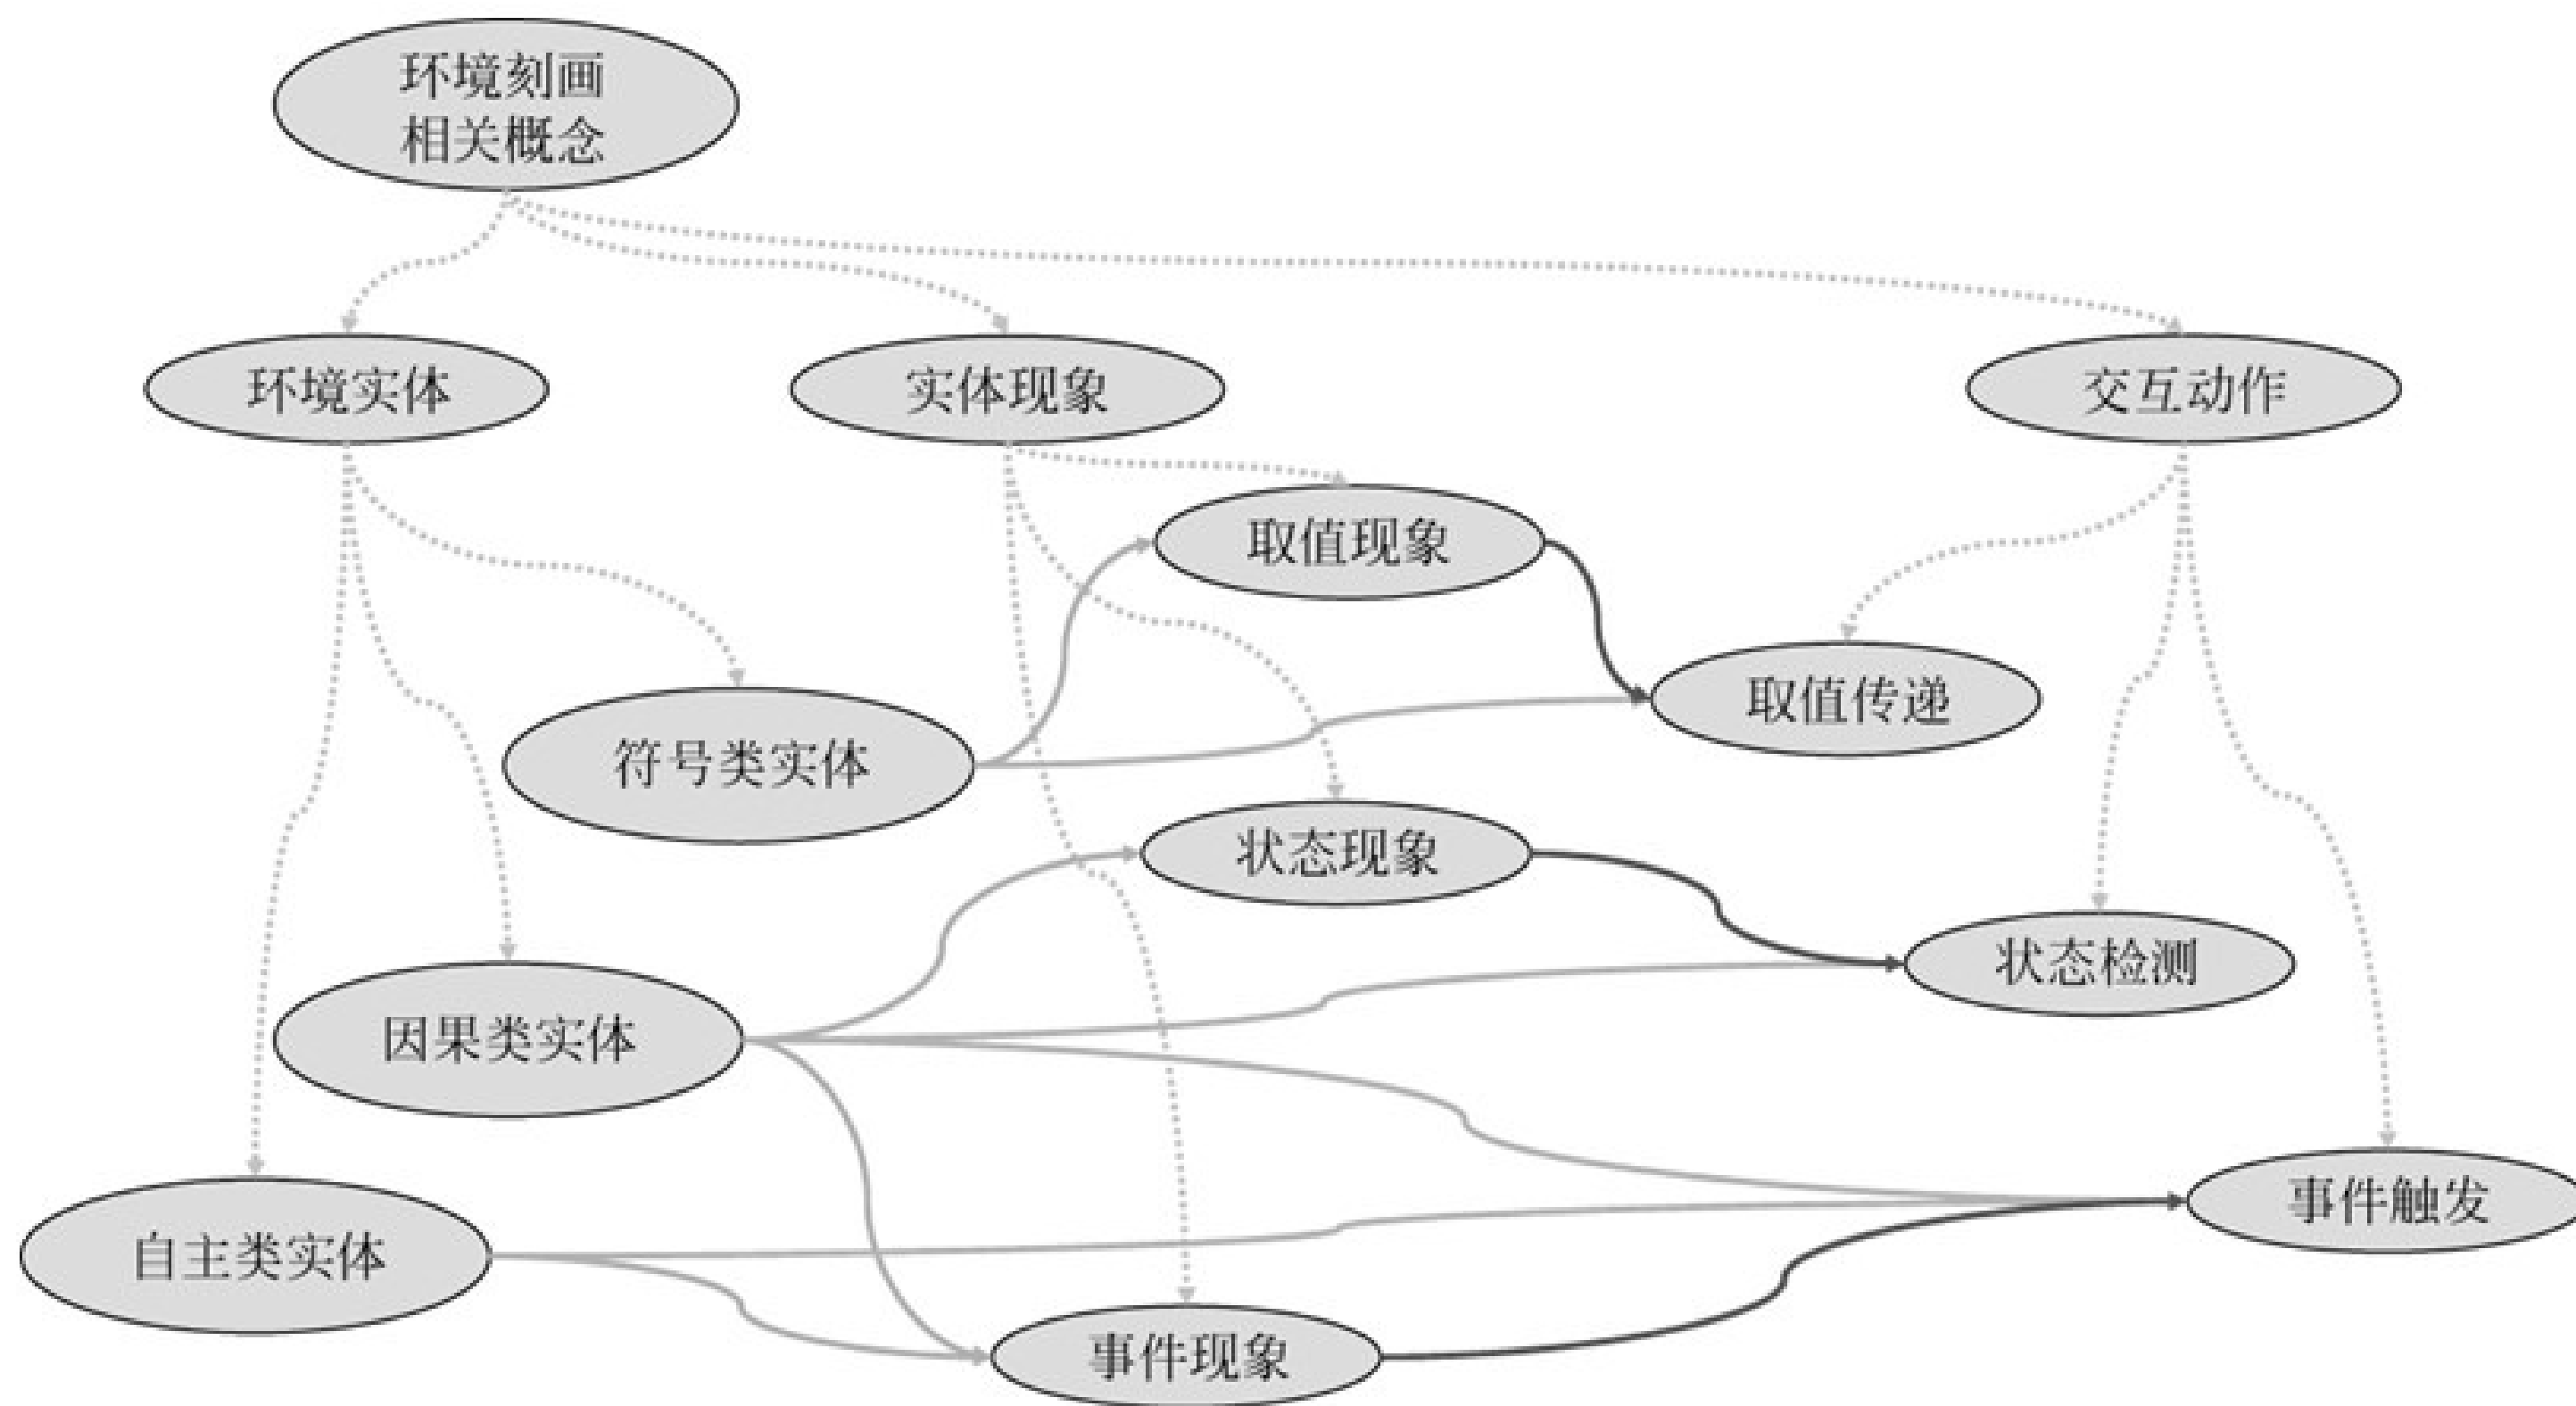 环境刻画
相关概念
环境实体
实体现象
交互动作
取值现象
取值传递
符号类实体
状态现象
状态检测
因果类实体
事件触发
自主类实体
事件现象